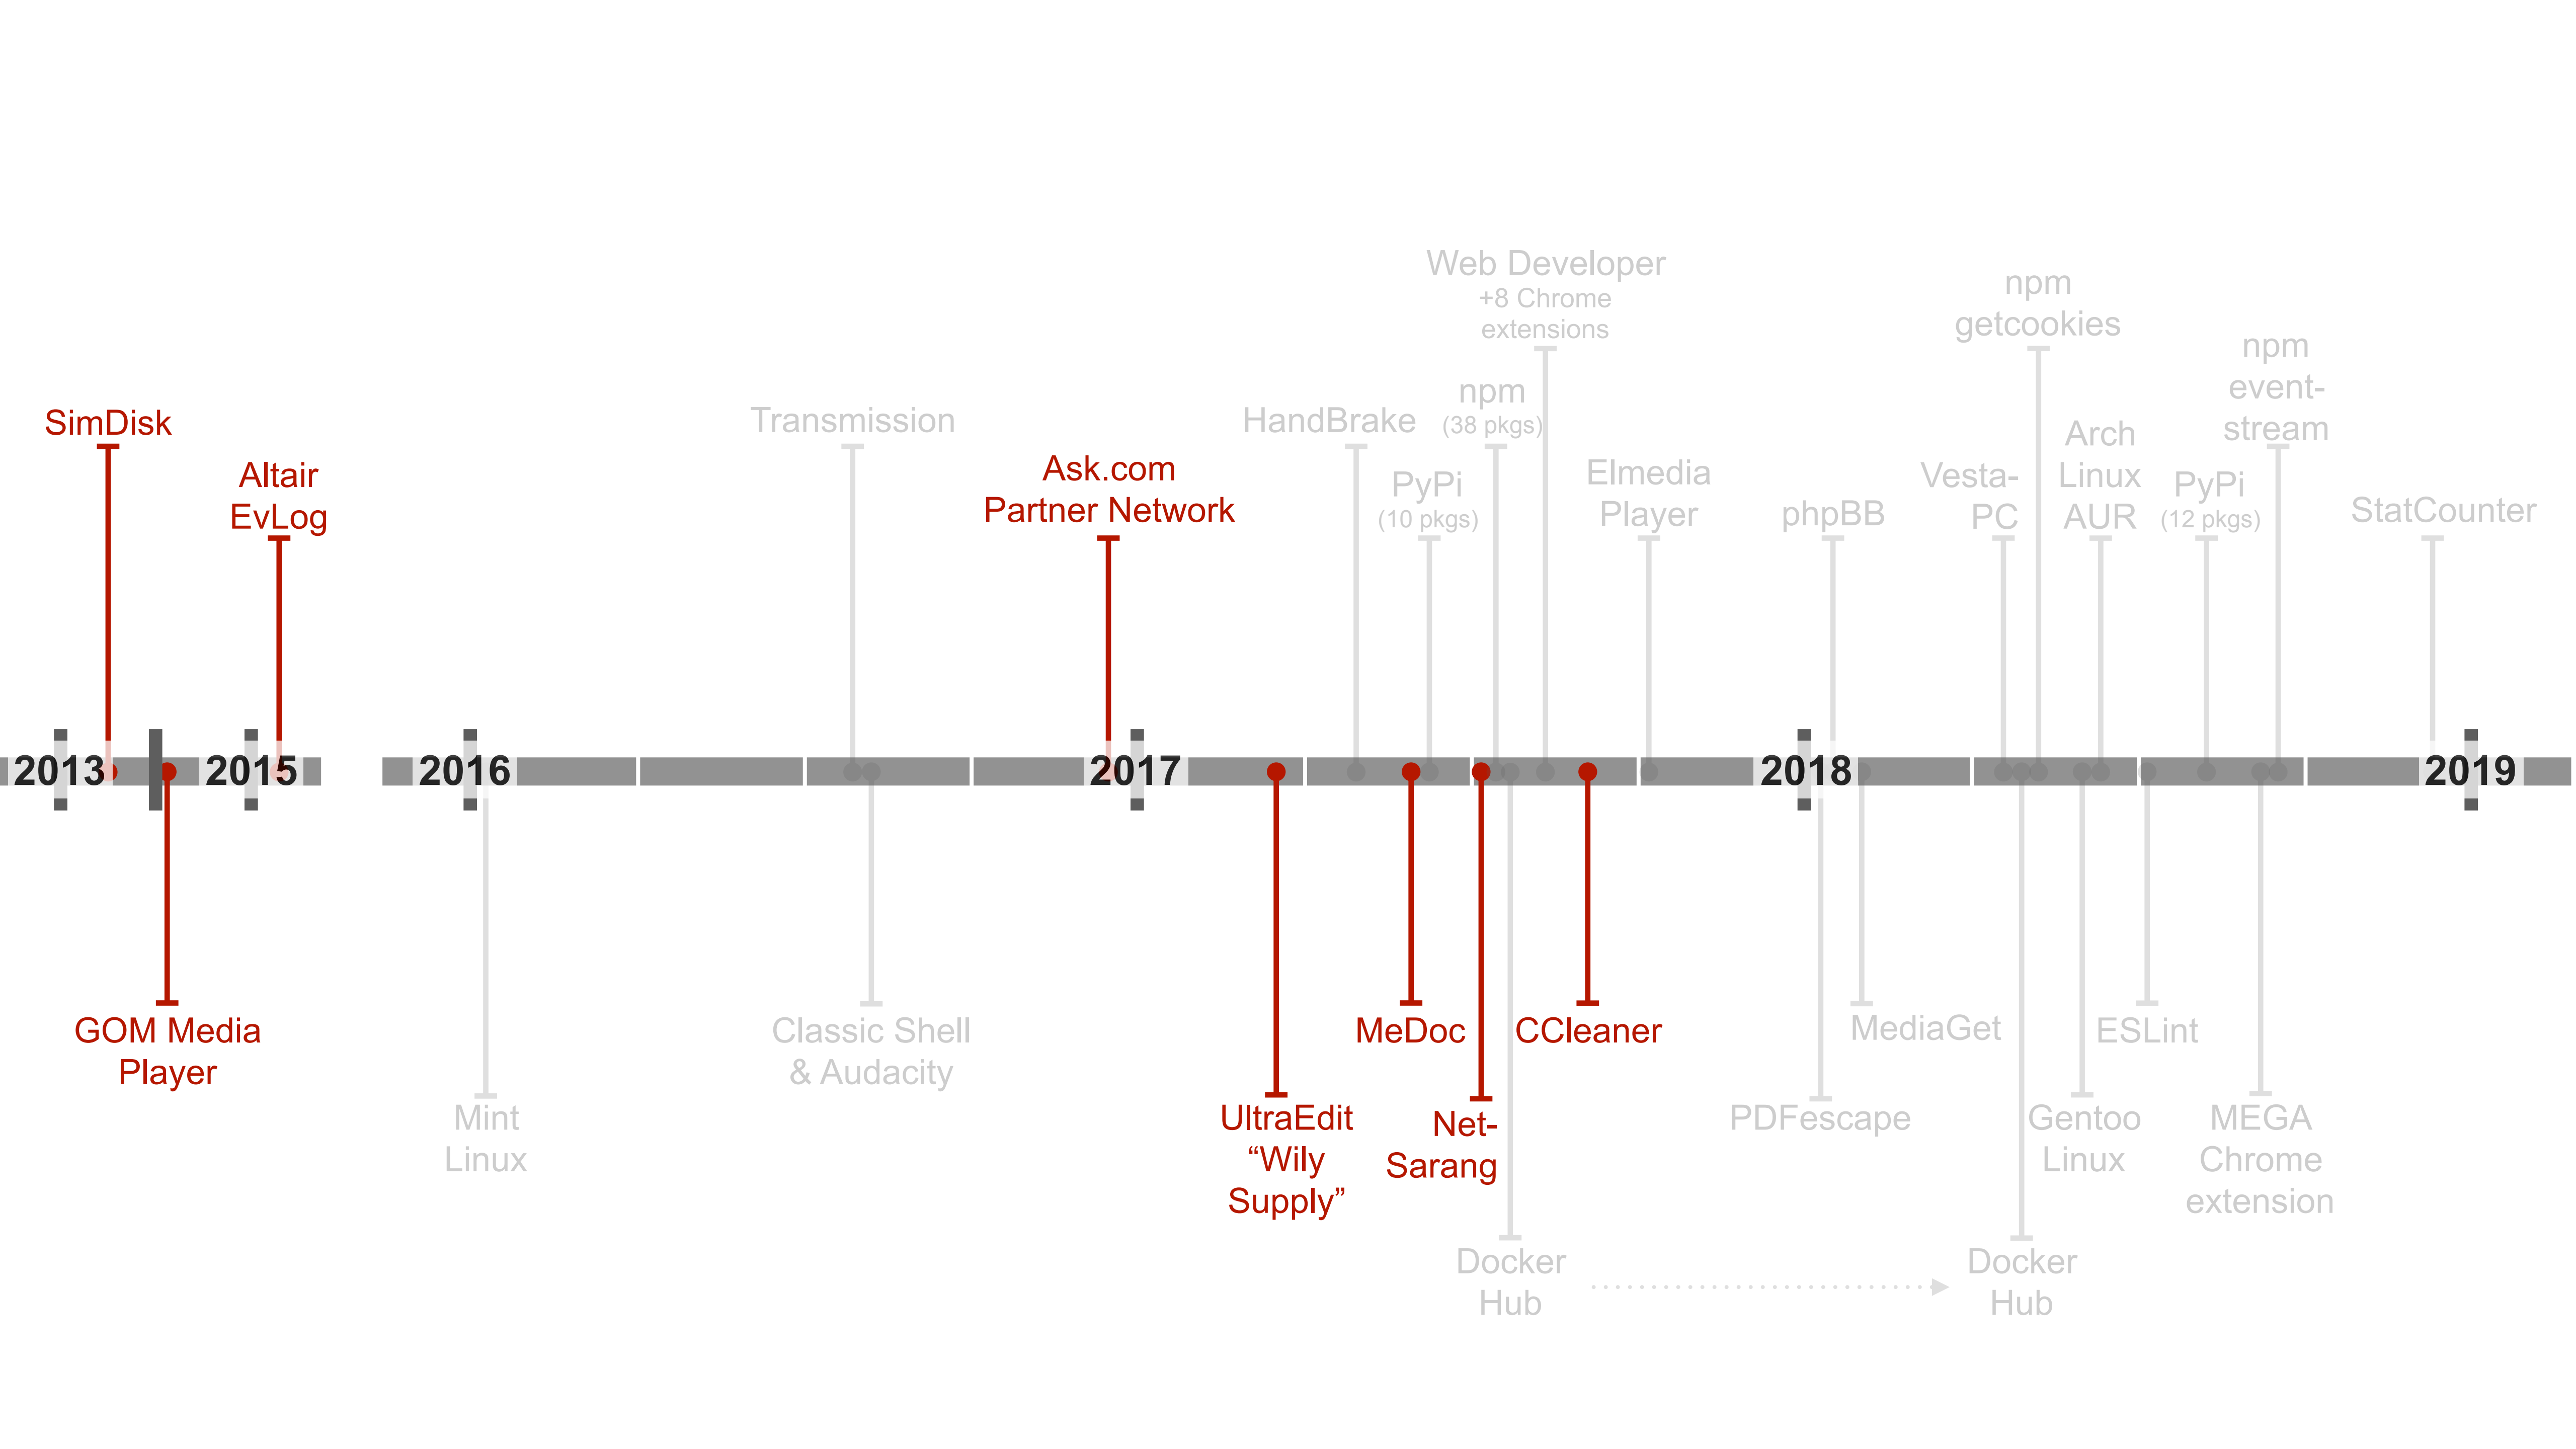 Web Developer
+8 Chrome
extensions
npm
getcookies
npm
event-
stream
SimDisk
Altair
EvLog
Transmission
Ask.com
Partner Network
HandBrake
PyPi
(10 pkgs)
npm
(38 pkgs)
Elmedia
Player
phpBB
Vesta-
PC
Arch
Linux
AUR
PyPi
(12 pkgs)
StatCounter
2013
2015
2016
2017
2018
2019
GOM Media
Player
Mint
Linux
Classic Shell
& Audacity
UltraEdit
“Wily
Supply”
MeDoc
Net-
Sarang
CCleaner
Docker
Hub
PDFescape
MediaGet
Docker
Hub
Gentoo
Linux
ESLint
MEGA
Chrome
extension